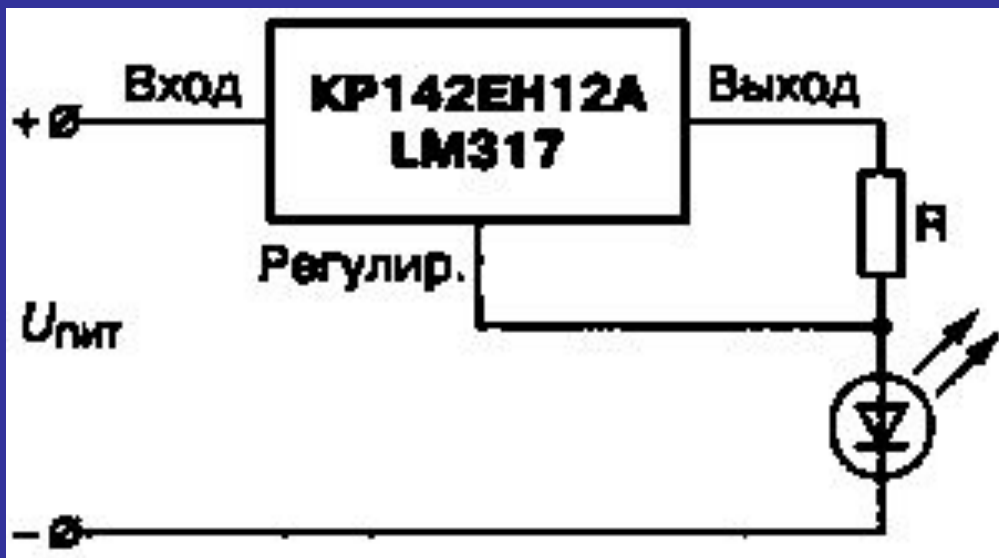 Вход
КР142ЕН12А
LM317
Выход
+
Регулир.
R
Uпит
−